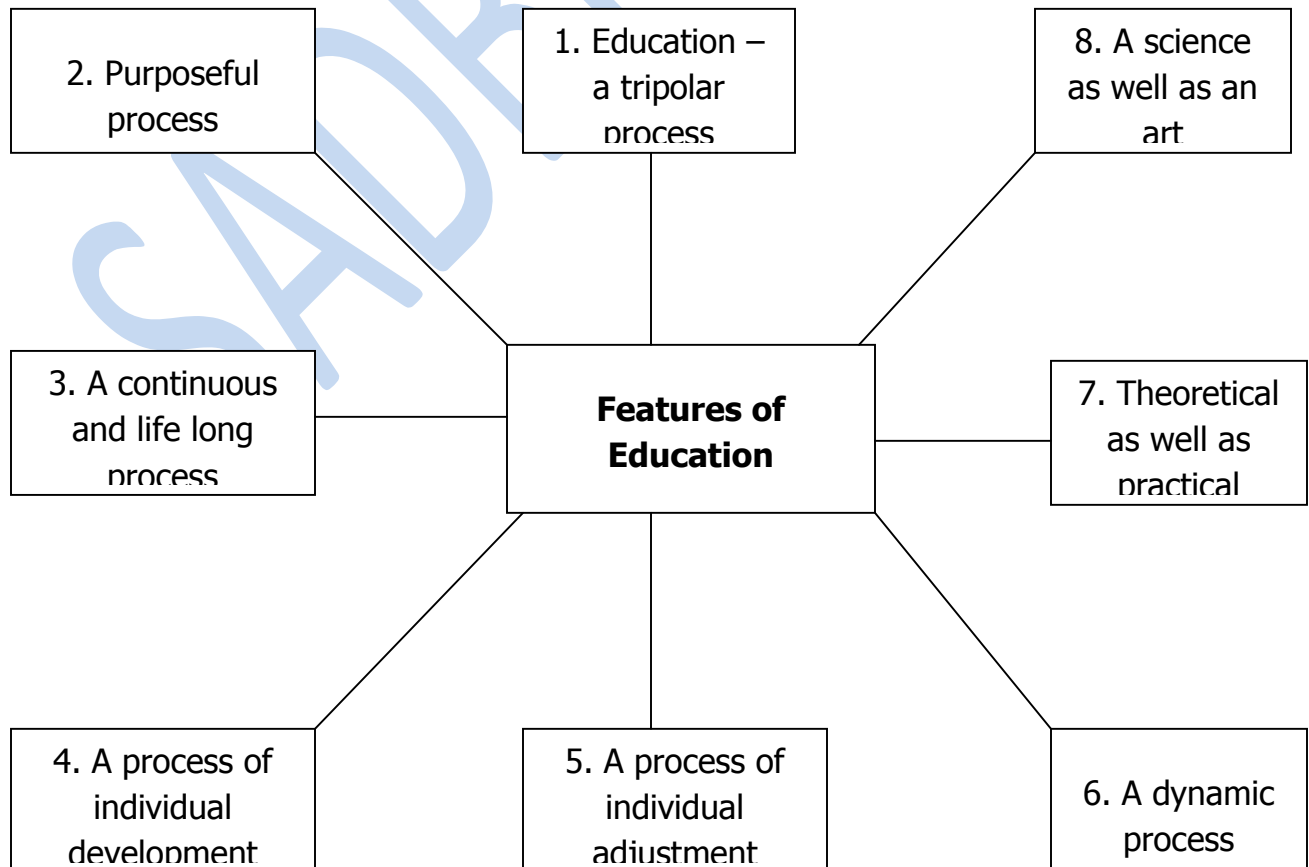 1. Education –
a tripolar
process
2. Purposeful
process
8. A science
as well as an
art
3. A continuous
and life long
process
Features of
Education
7. Theoretical
as well as
practical
4. A process of
individual
development
5. A process of
individual
adjustment
6. A dynamic
process